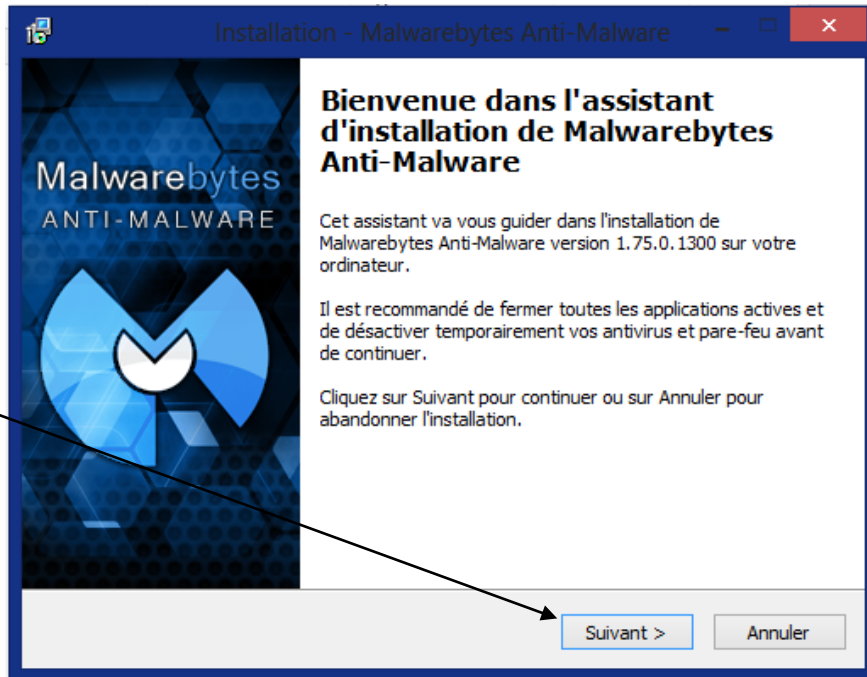 Installation - Malwarebytes Anti-Malware
Malwarebytes
ANTI-MALWARE
Bienvenue dans l'assistant
d'installation de Malwarebytes
Anti-Malware
Cet assistant va vous guider dans l'installation de
Malwarebytes Anti-Malware version 1.75.0.1300 sur votre
ordinateur.
Il est recommandé de fermer toutes les applications actives et
de désactiver temporairement vos antivirus et pare-feu avant
de continuer.
Cliquez sur Suivant pour continuer ou sur Annuler pour
abandonner l'installation.
Suivant >
Annuler